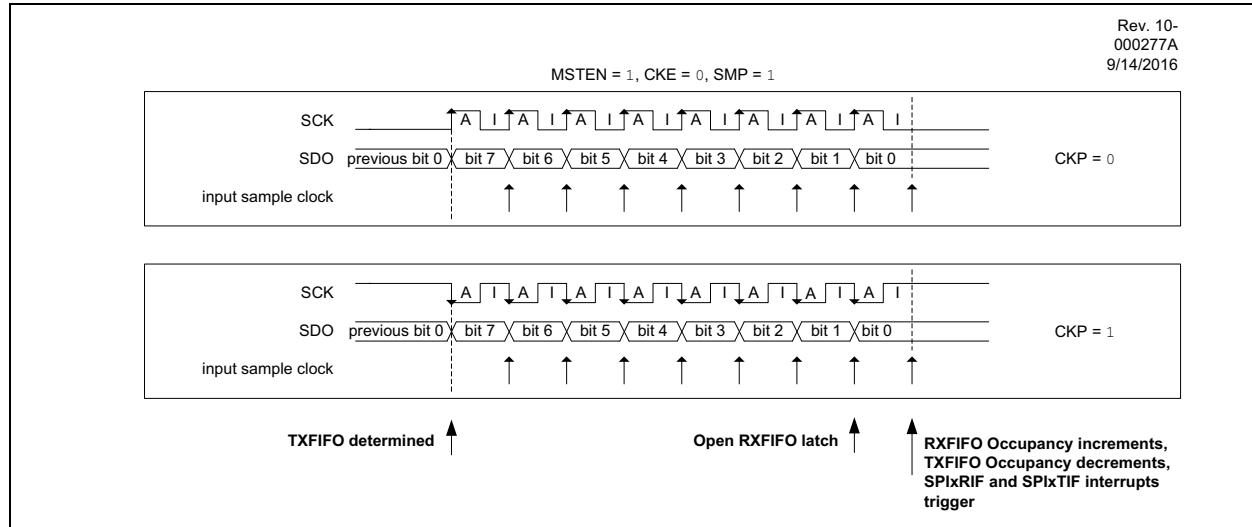 Rev. 10-
000277A
9/14/2016
MSTEN = 1, CKE = 0, SMP = 1
SCK A I A I A I A I A I A I A I A I
SDO previous bit 0 bit 7 bit 6 bit 5 bit 4 bit 3 bit 2 bit 1 bit 0 CKP = 0
input sample clock
SCK A I A I A I A I A I A I A I A I
SDO previous bit 0 bit 7 bit 6 bit 5 bit 4 bit 3 bit 2 bit 1 bit 0 CKP = 1
input sample clock
TXFIFO determined Open RXFIFO latch RXFIFO Occupancy increments,
TXFIFO Occupancy decrements,
SPIxRIF and SPIxTIF interrupts
trigger